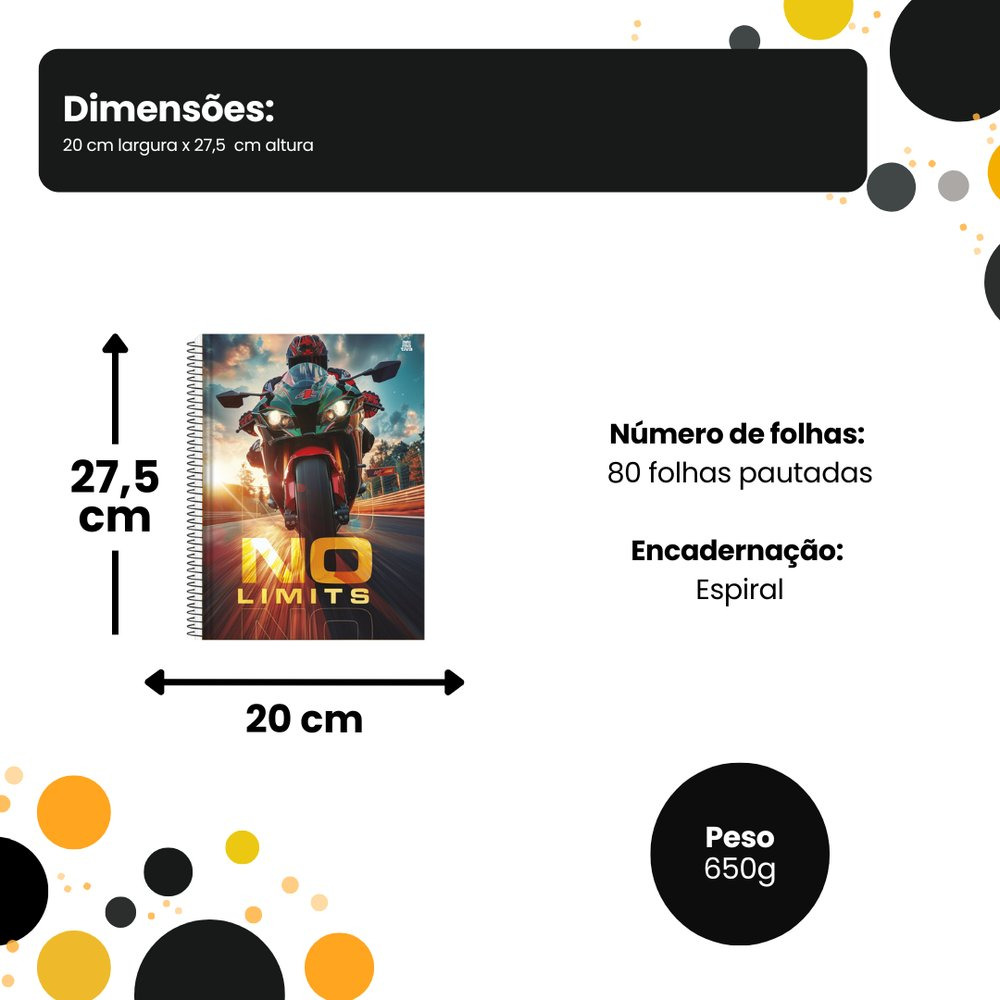 Dimensões:
20 cm largura x 27,5 cm altura
27,5
cm
NO
LIMITS
20 cm
Número de folhas:
80 folhas pautadas
Encadernação:
Espiral
Peso
650g